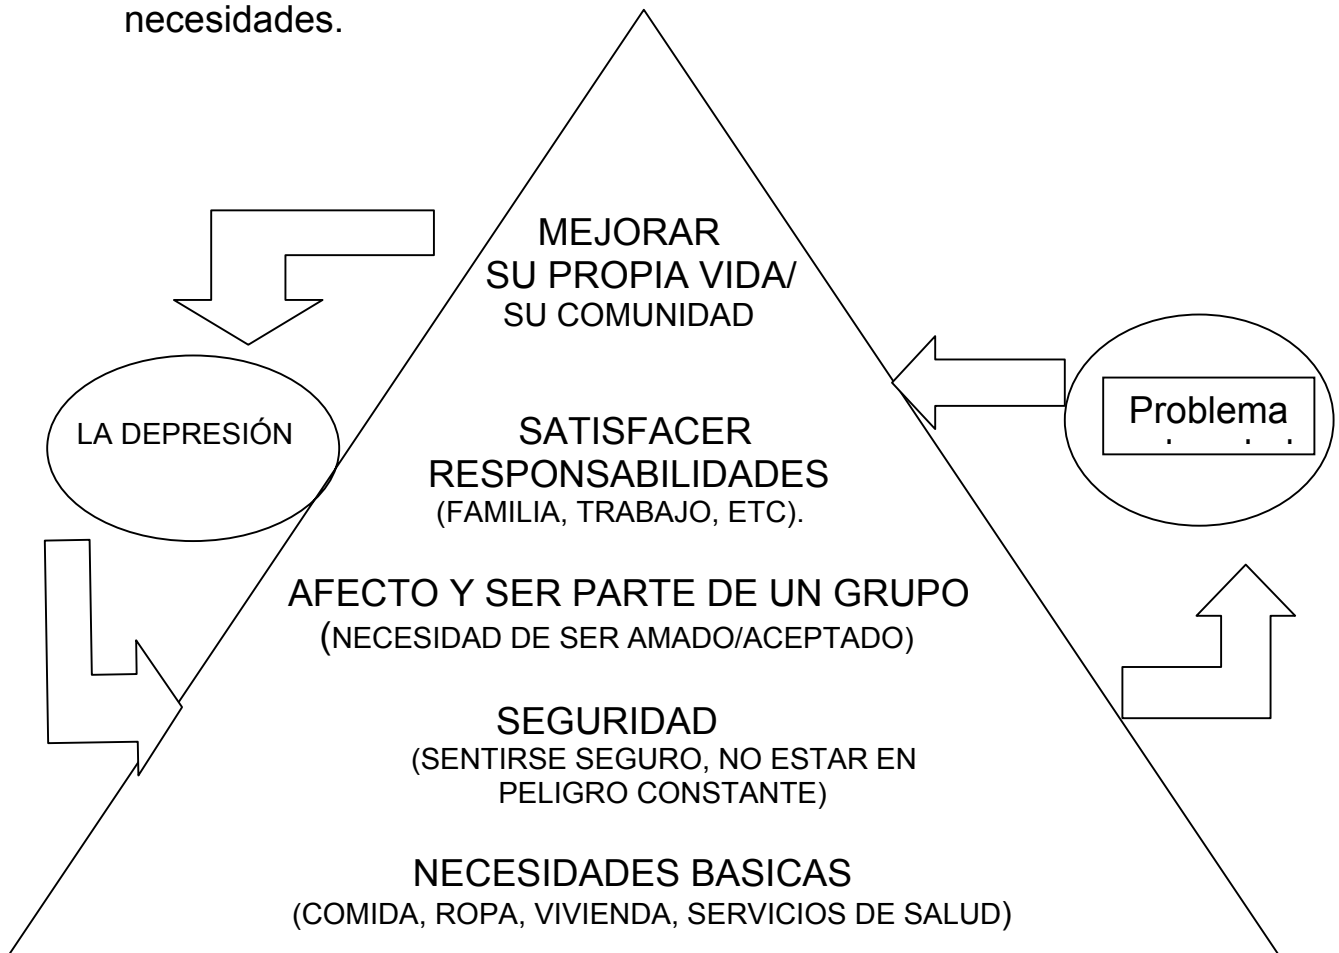 necesidades.
MEJORAR
SU PROPIA VIDA/
SU COMUNIDAD
LA DEPRESIÓN
Problema
SATISFACER
RESPONSABILIDADES
(FAMILIA, TRABAJO, ETC).
AFECTO Y SER PARTE DE UN GRUPO
(NECESIDAD DE SER AMADO/ACEPTADO)
SEGURIDAD
(SENTIRSE SEGURO, NO ESTAR EN
PELIGRO CONSTANTE)
NECESIDADES BASICAS
(COMIDA, ROPA, VIVIENDA, SERVICIOS DE SALUD)